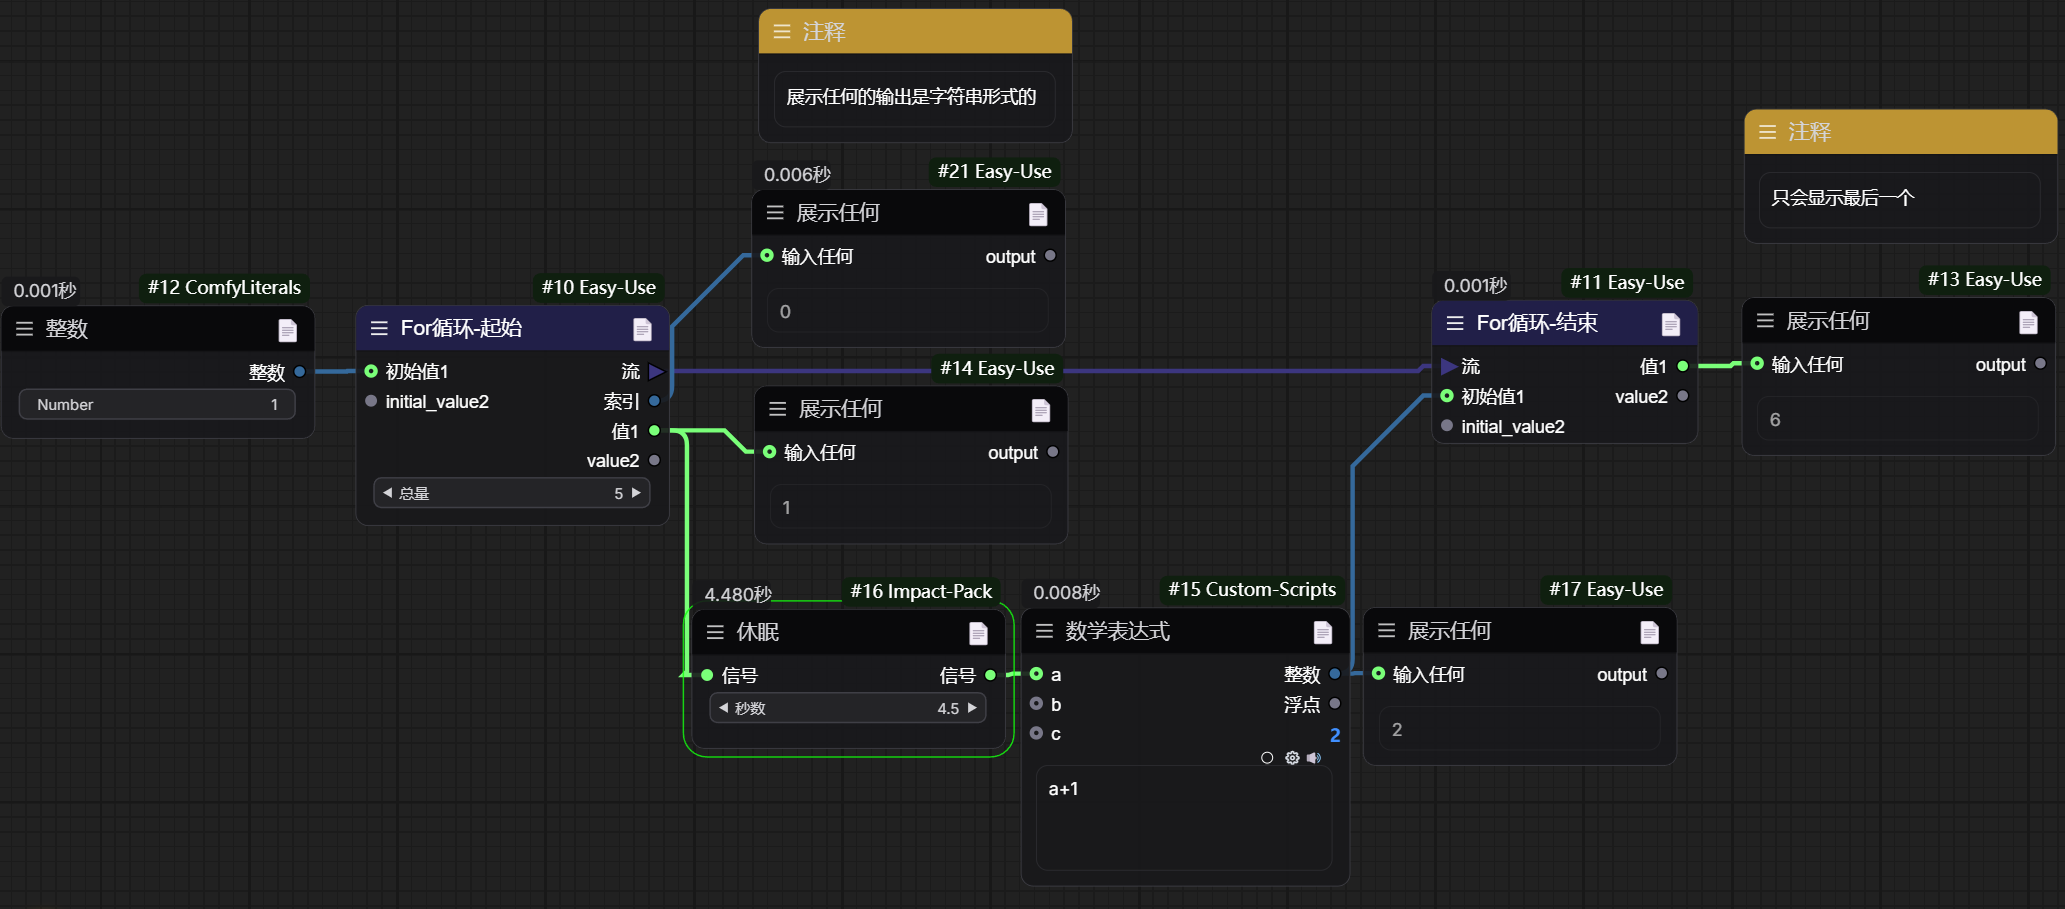 注释
展示任何的输出是字符串形式的
注释
只会显示最后一个
0.001秒
#12 ComfyLiterals
整数
整数
Number 1
#10 Easy-Use
For循环-起始
初始值1 流
initial_value2 索引
值1
value2
总量 5
0.006秒 #21 Easy-Use
展示任何
输入任何 output
0
#14 Easy-Use
展示任何
输入任何 output
1
4.480秒 #16 Impact-Pack
休眠
信号 信号
秒数 4.5
0.008秒 #15 Custom-Scripts
数学表达式
a 整数
b 浮点
c 2
a+1
#17 Easy-Use
展示任何
输入任何 output
2
0.001秒 #11 Easy-Use
For循环-结束
流 值1
初始值1 value2
initial_value2
#13 Easy-Use
展示任何
输入任何 output
6